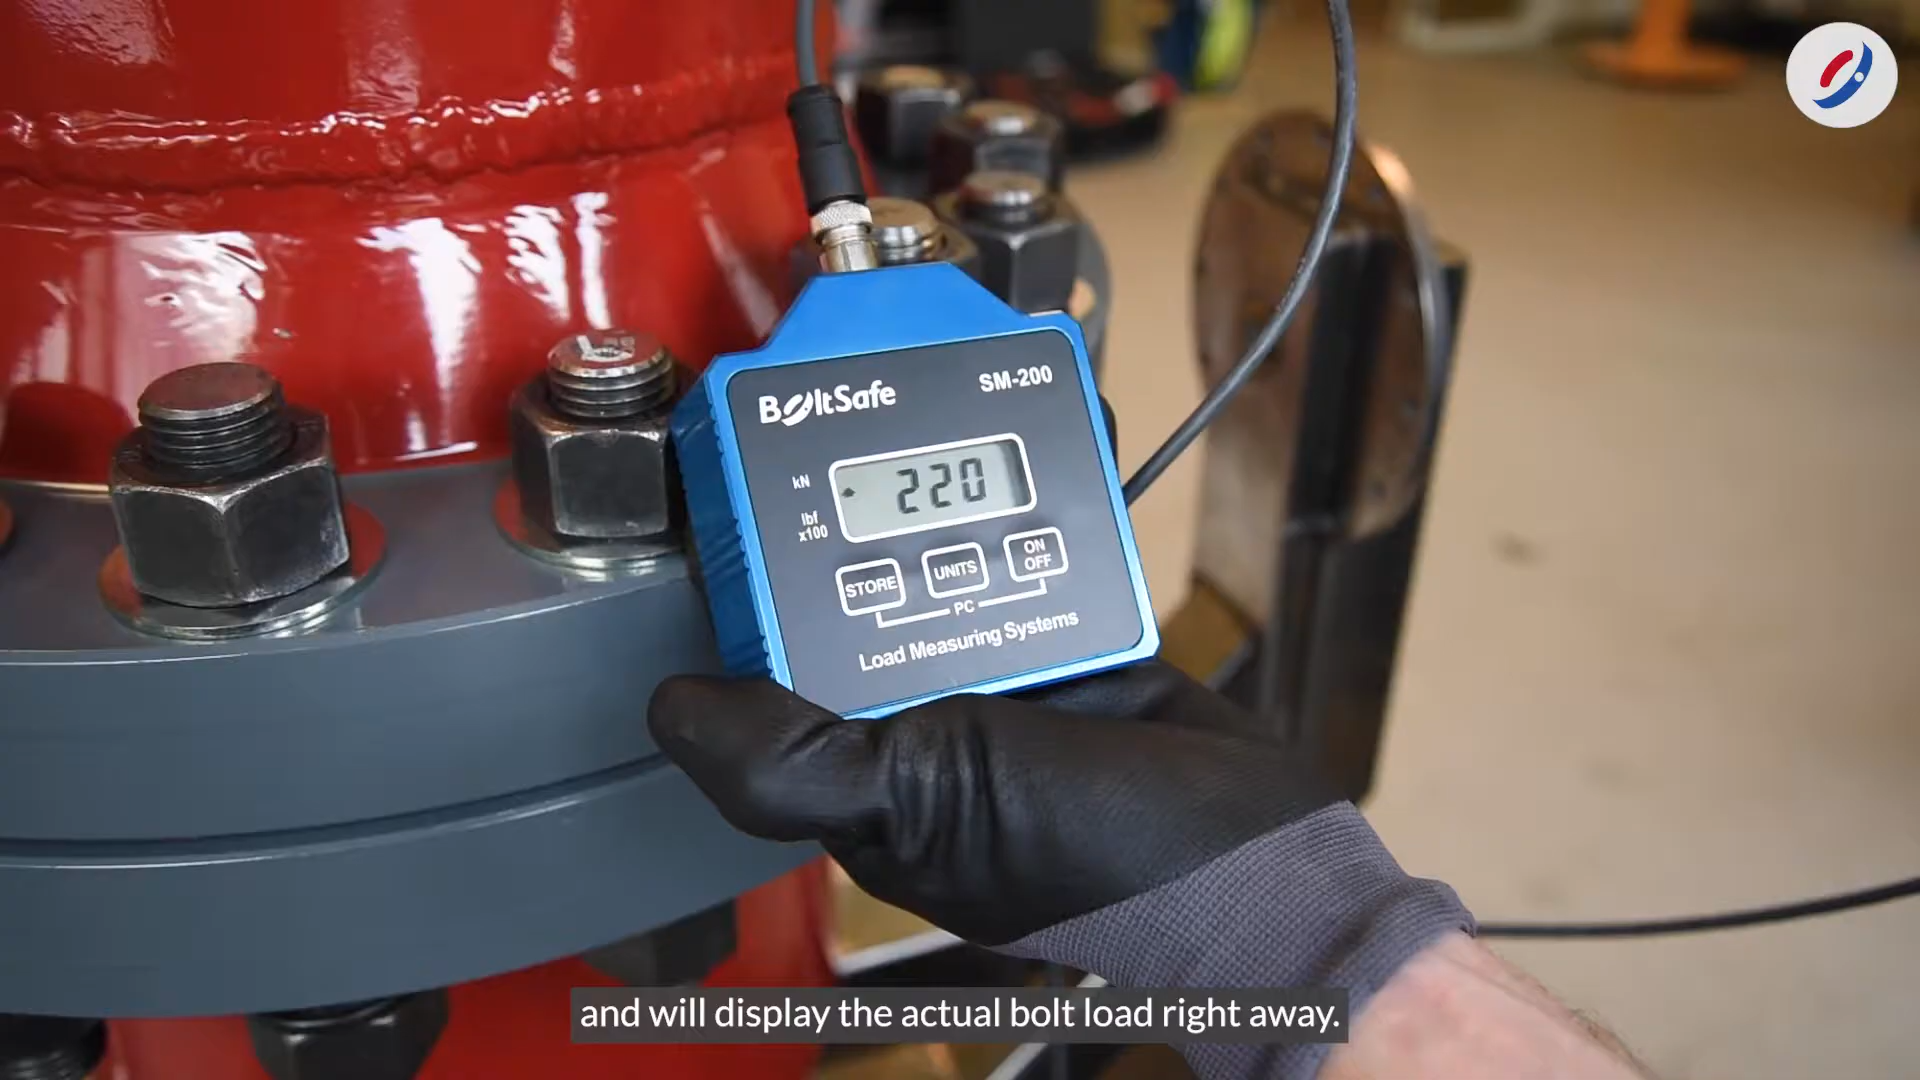 BoltSafe
SM-200
kN
220
lbf
x100
STORE
UNITS
ON
OFF
PC
Load Measuring Systems
and will display the actual bolt load right away.